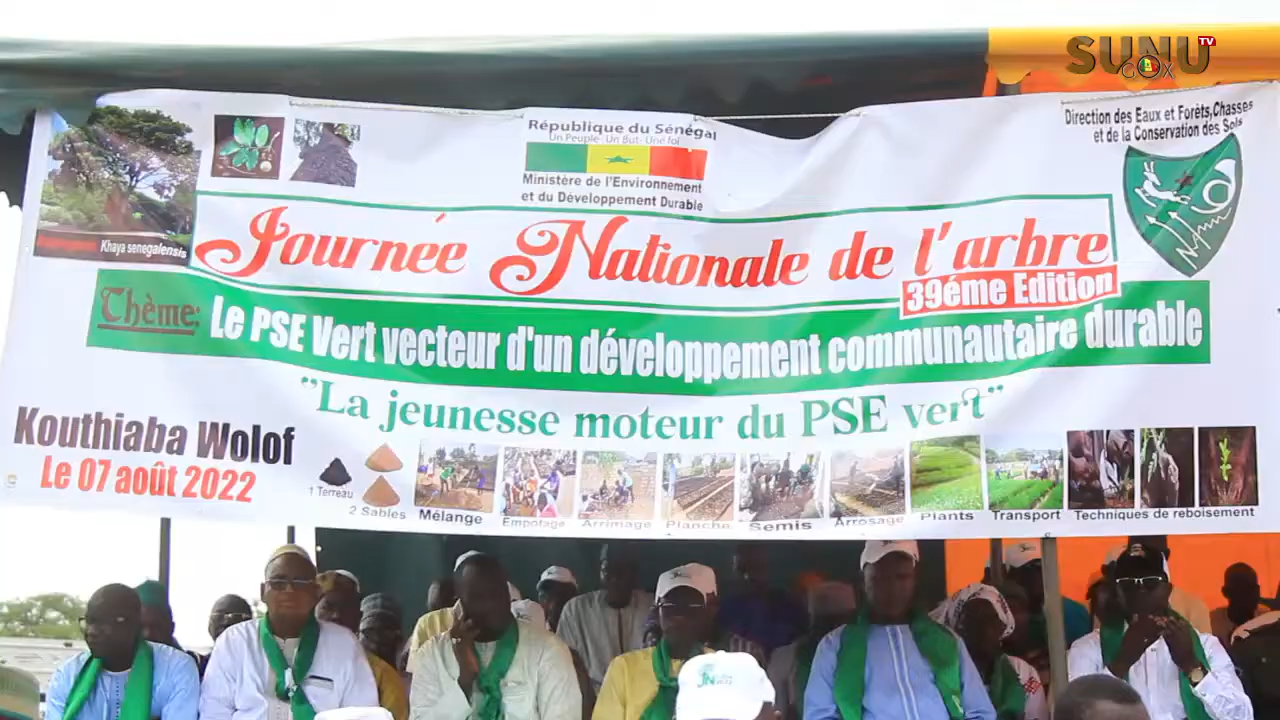 SUNU TV
GOX
République du Sénégal
Un Peuple Un But Une foi
Ministère de l'Environnement
et du Développement Durable
Direction des Eaux et Forêts, Chasses
et de la Conservation des Sols
Khaya senegalensis
Journée Nationale de l'arbre
39éme Edition
Thème:
Le PSE Vert vecteur d'un développement communautaire durable
"La jeunesse moteur du PSE vert"
Kouthiaba Wolof
Le 07 août 2022
1 Terreau
2 Sables
Mélange
Empotage
Arrimage
Planche
Semis
Arrosage
Plants
Transport
Techniques de reboisement